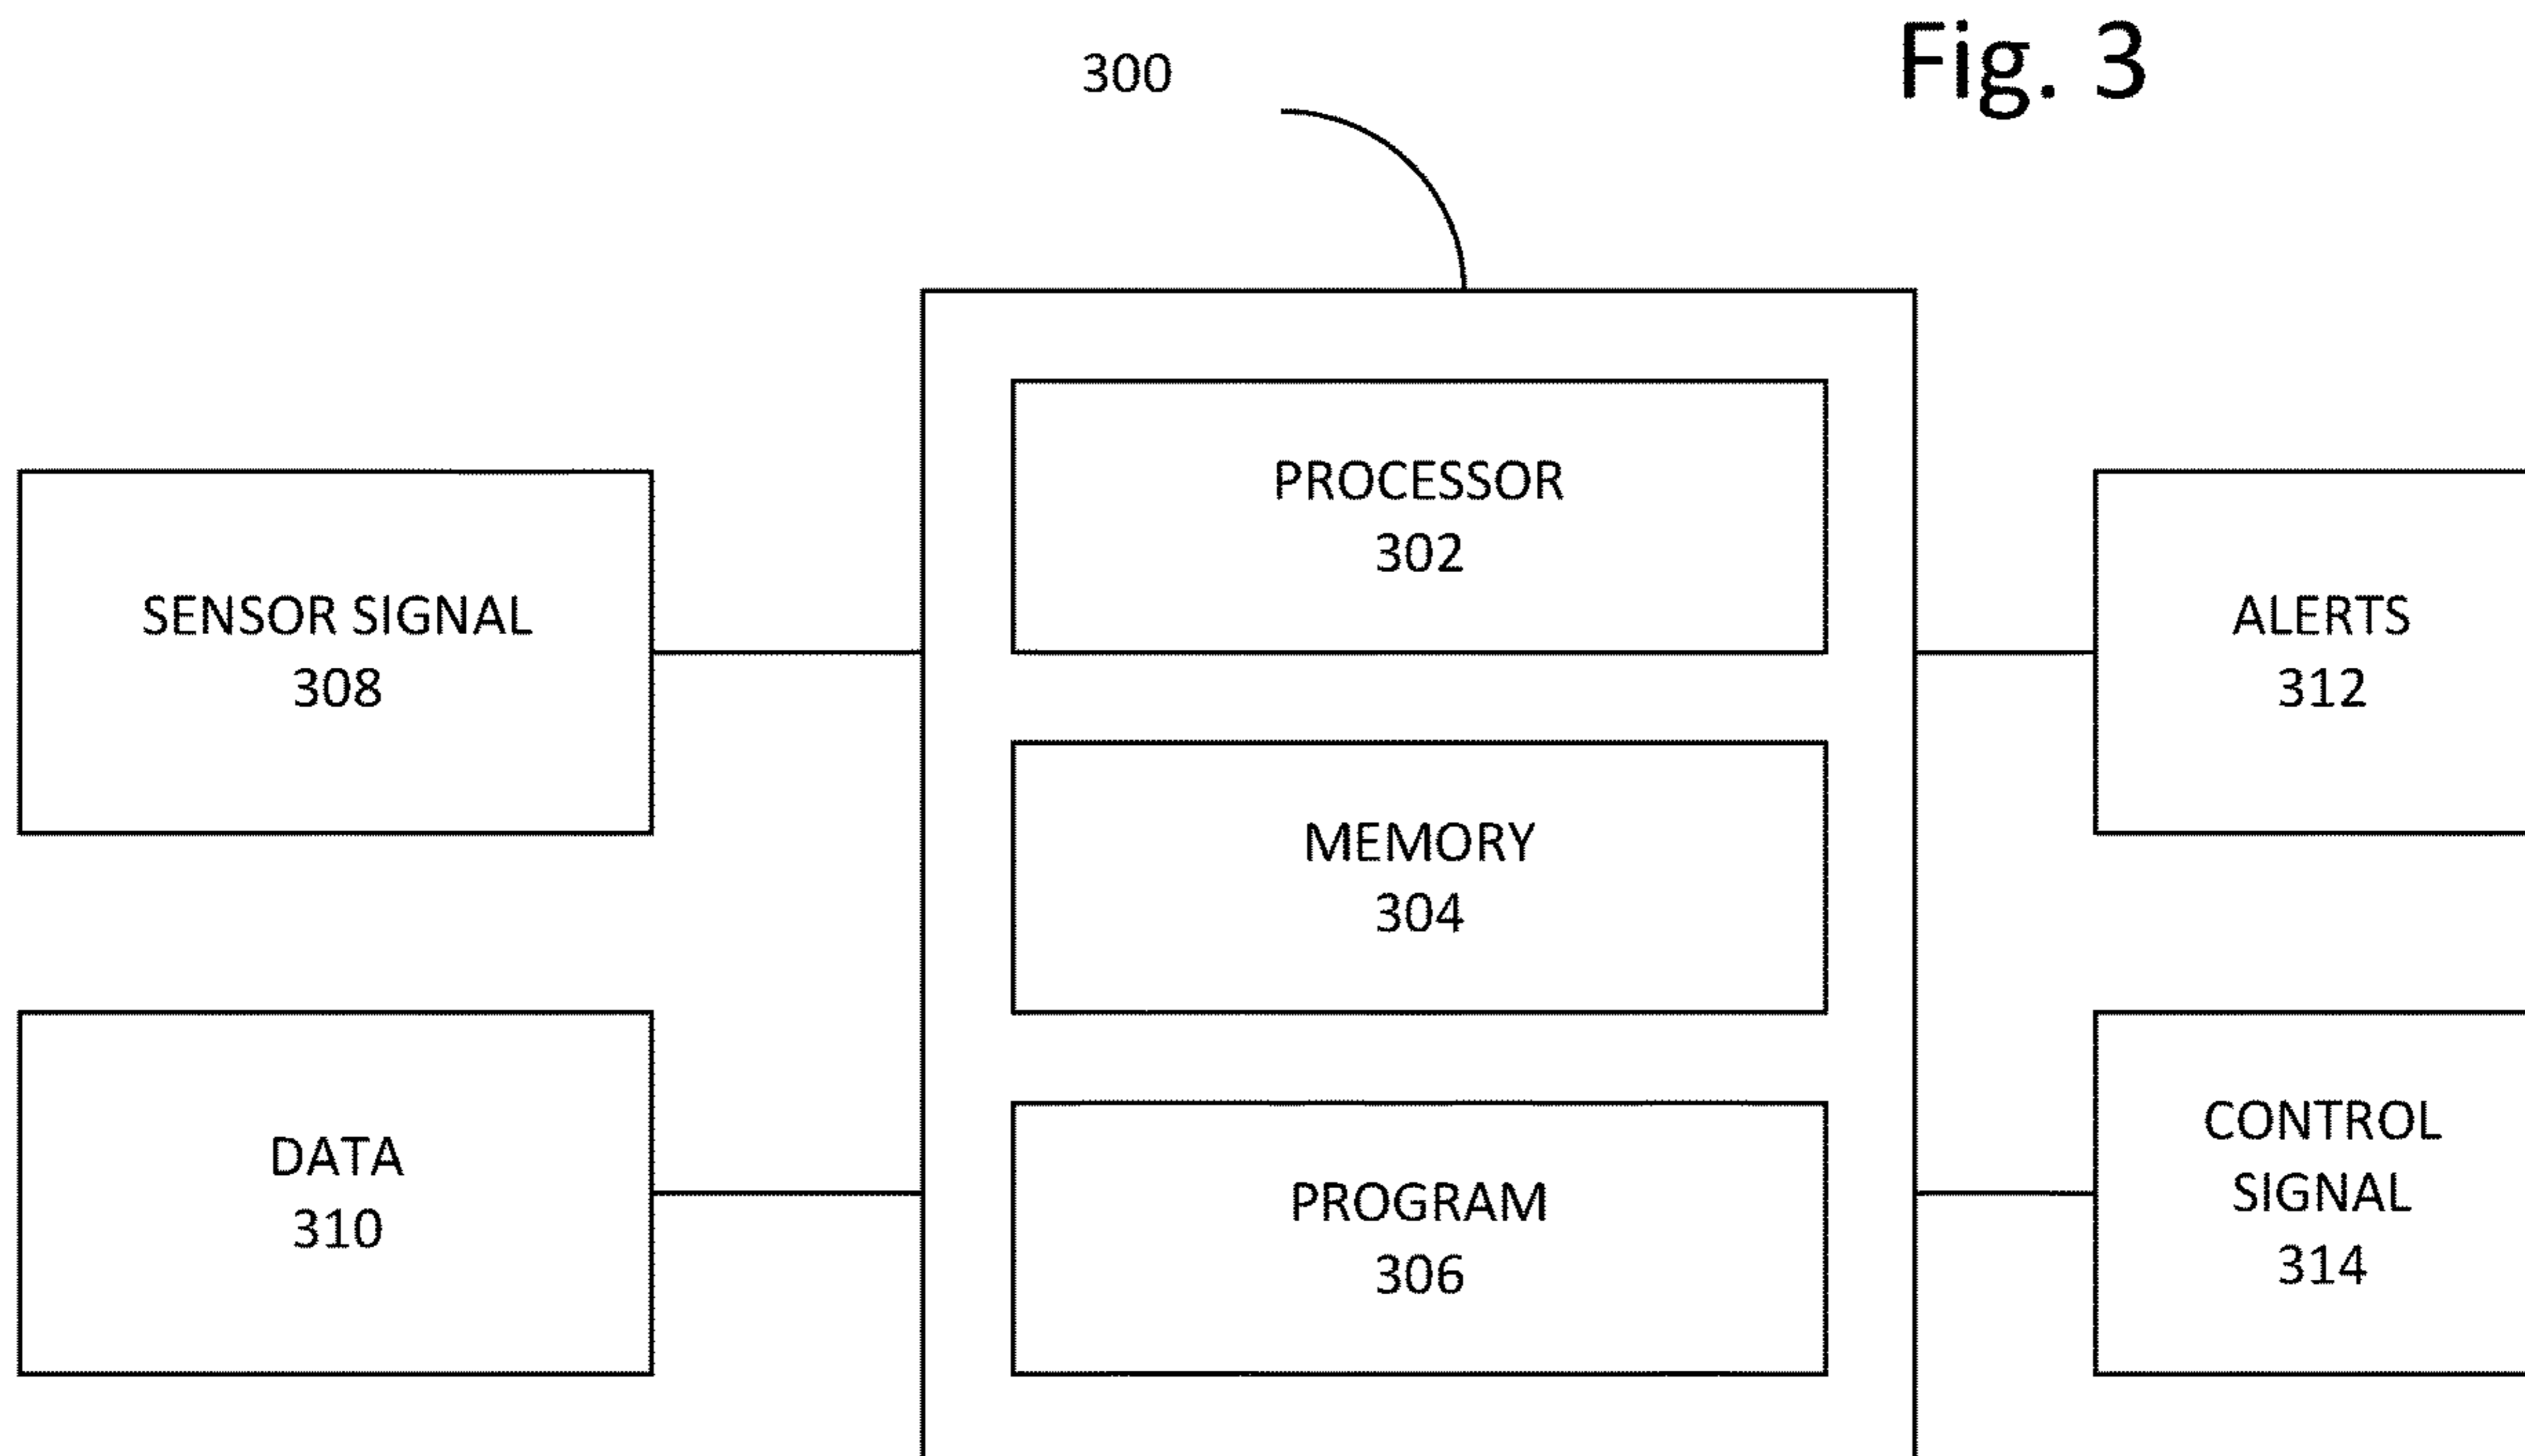 Fig. 3
300
PROCESSOR
302
SENSOR SIGNAL
308
ALERTS
312
MEMORY
304
DATA
310
PROGRAM
306
CONTROL
SIGNAL
314